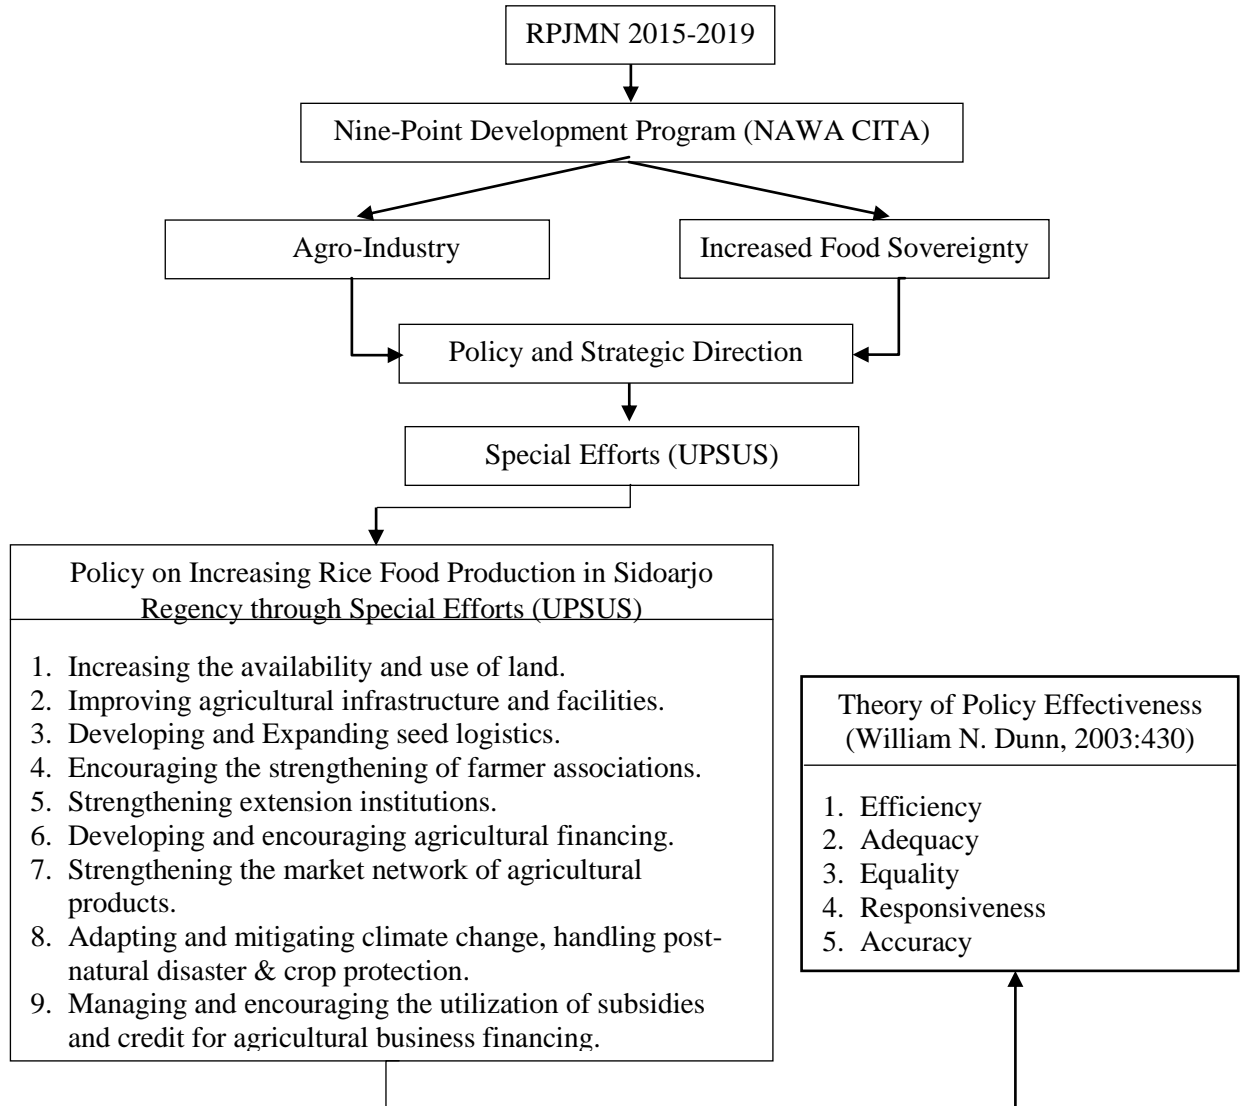 RPJMN 2015-2019
Nine-Point Development Program (NAWA CITA)
Agro-Industry
Increased Food Sovereignty
Policy and Strategic Direction
Special Efforts (UPSUS)
Policy on Increasing Rice Food Production in Sidoarjo
Regency through Special Efforts (UPSUS)
1. Increasing the availability and use of land.
2. Improving agricultural infrastructure and facilities.
3. Developing and Expanding seed logistics.
4. Encouraging the strengthening of farmer associations.
5. Strengthening extension institutions.
6. Developing and encouraging agricultural financing.
7. Strengthening the market network of agricultural
products.
8. Adapting and mitigating climate change, handling post-
natural disaster & crop protection.
9. Managing and encouraging the utilization of subsidies
and credit for agricultural business financing.
Theory of Policy Effectiveness
(William N. Dunn, 2003:430)
1. Efficiency
2. Adequacy
3. Equality
4. Responsiveness
5. Accuracy